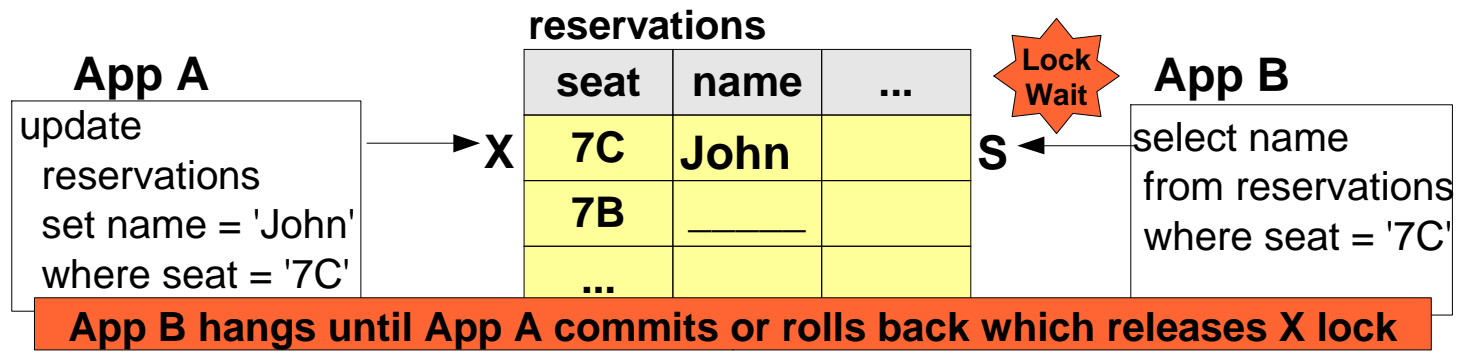 reservations
App A
update
reservations
set name = 'John'
where seat = '7C'
X
seat name ...
7C John
7B _____
...
S
Lock
Wait
App B
select name
from reservations
where seat = '7C'
App B hangs until App A commits or rolls back which releases X lock